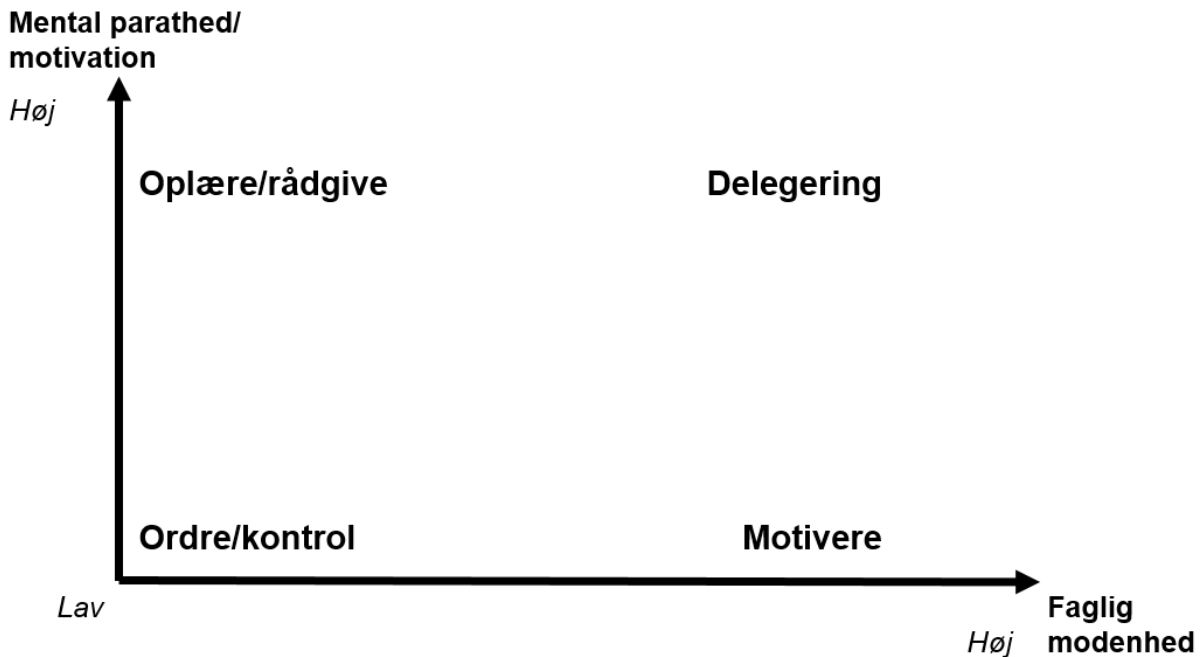 Mental parathed/
motivation
Høj
Oplære/rådgive
Delegering
Ordre/kontrol
Motivere
Lav
Høj
Faglig
modenhed